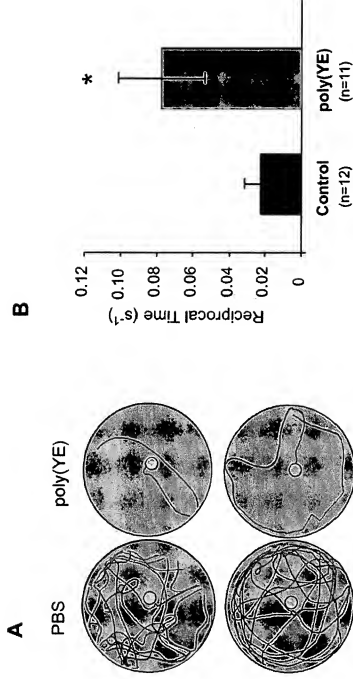 A
PBS
poly(YE)
B
Reciprocal Time (s⁻¹)
0.12
0.10
0.08
0.06
0.04
0.02
0
*
Control
(n=12)
poly(YE)
(n=11)